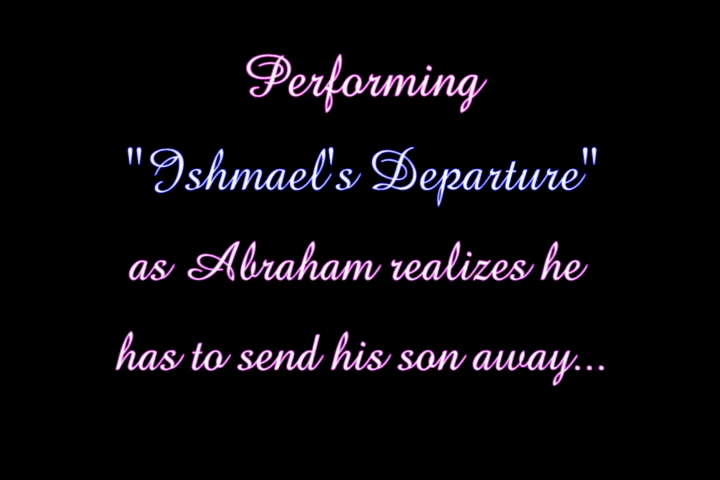 Performing
"Ishmael's Departure"
as Abraham realizes he
has to send his son away...